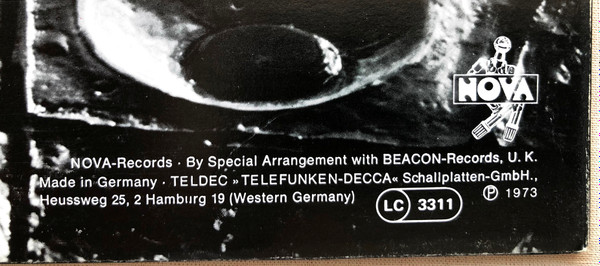 NOVA
NOVA-Records · By Special Arrangement with BEACON-Records, U. K.
Made in Germany · TELDEC »TELEFUNKEN-DECCA« Schallplatten-GmbH.,
Heussweg 25, 2 Hamburg 19 (Western Germany)
LC 3311
Ⓟ 1973